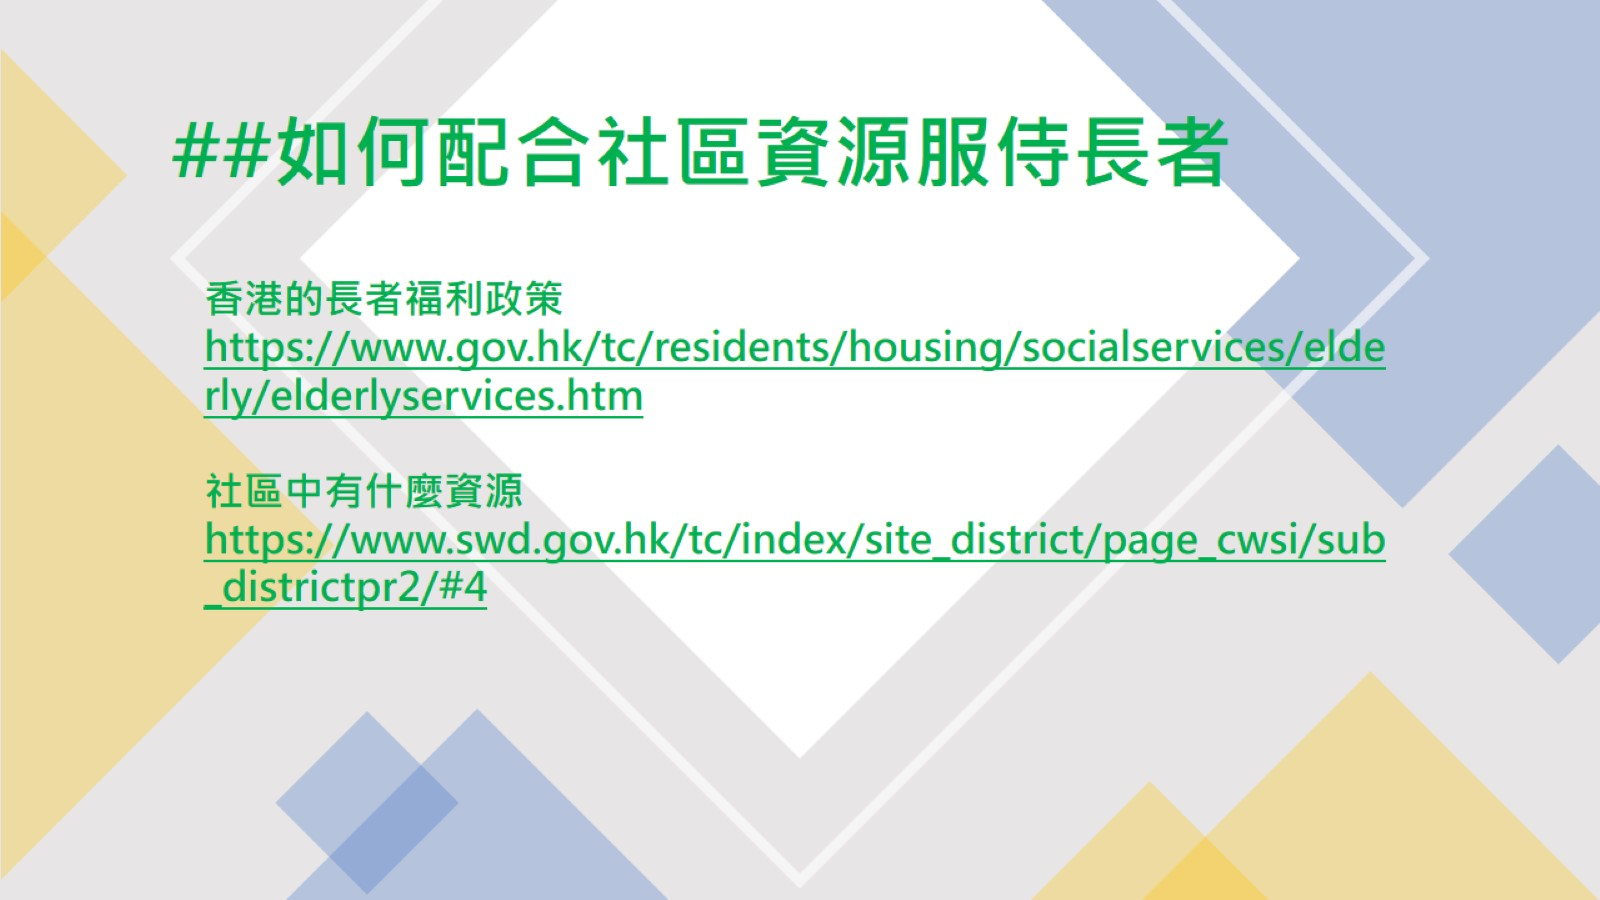 ##如何配合社區資源服侍長者
香港的長者福利政策
https://www.gov.hk/tc/residents/housing/socialservices/elde
rly/elderlyservices.htm
社區中有什麼資源
https://www.swd.gov.hk/tc/index/site_district/page_cwsi/sub
_districtpr2/#4